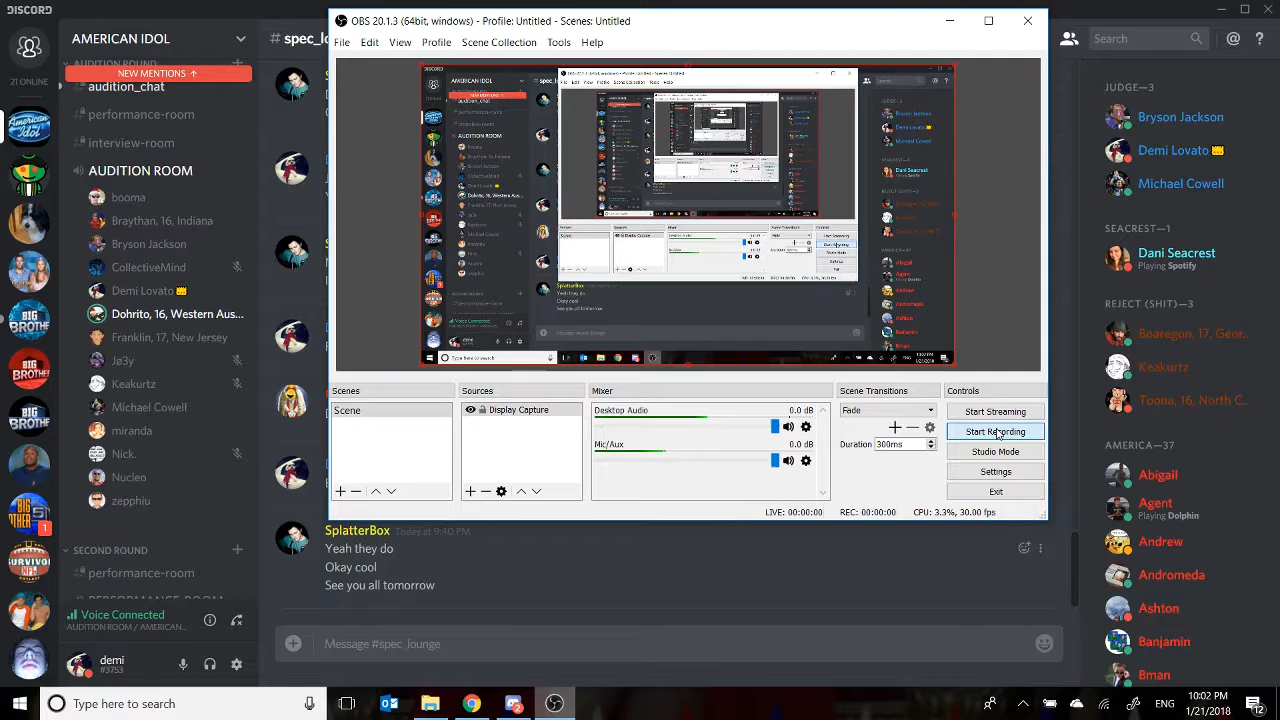 DISCORD
21 ONLINE
AMERICAN IDOL
AUDITION ROUND
NEW MENTIONS ↑
audition_chat
performance-room
interview-room
AUDITION ROOM
booma
Braythan, 16, Indiana
Bryson Jackson
CollectiveMind
Demi Lovato
Dohrito, 16, Western Aus...
Franklin, 17, New Jersey
Jø3y
Keakurtz
Michael Cowell
miranda
Nick.
Nucleo
zepphiu
SECOND ROUND
performance-room
Voice Connected
AUDITION ROOM / AMERICAN...
demi
#3753
# spec_lo
OBS 20.1.3 (64bit, windows) - Profile: Untitled - Scenes: Untitled
File Edit View Profile Scene Collection Tools Help
Scenes
Scene
Sources
Display Capture
Mixer
Desktop Audio 0.0 dB
Mic/Aux 0.0 dB
Scene Transitions
Fade
Duration 300ms
Controls
Start Streaming
Start Recording
Studio Mode
Settings
Exit
LIVE: 00:00:00 REC: 00:00:00 CPU: 3.3%, 30.00 fps
SplatterBox Today at 9:40 PM
Yeah they do
Okay cool
See you all tomorrow
Message #spec_lounge
Search
JUDGE—3
Bryson Jackson
Demi Lovato
Michael Cowell
SEACREST—1
Dani Seacrest
Playing Spotify
REJECT (SHIT)—3
Boaregon, 17, Geor...
Keakurtz
Toona, 16, North C...
AMERICA—37
Abigail
Agent
Playing Dolphin
Andrew
Andromeda
Ashton
Banjamin
Bman
Type here to search
ENG
10:02 PM
1/21/2018
12